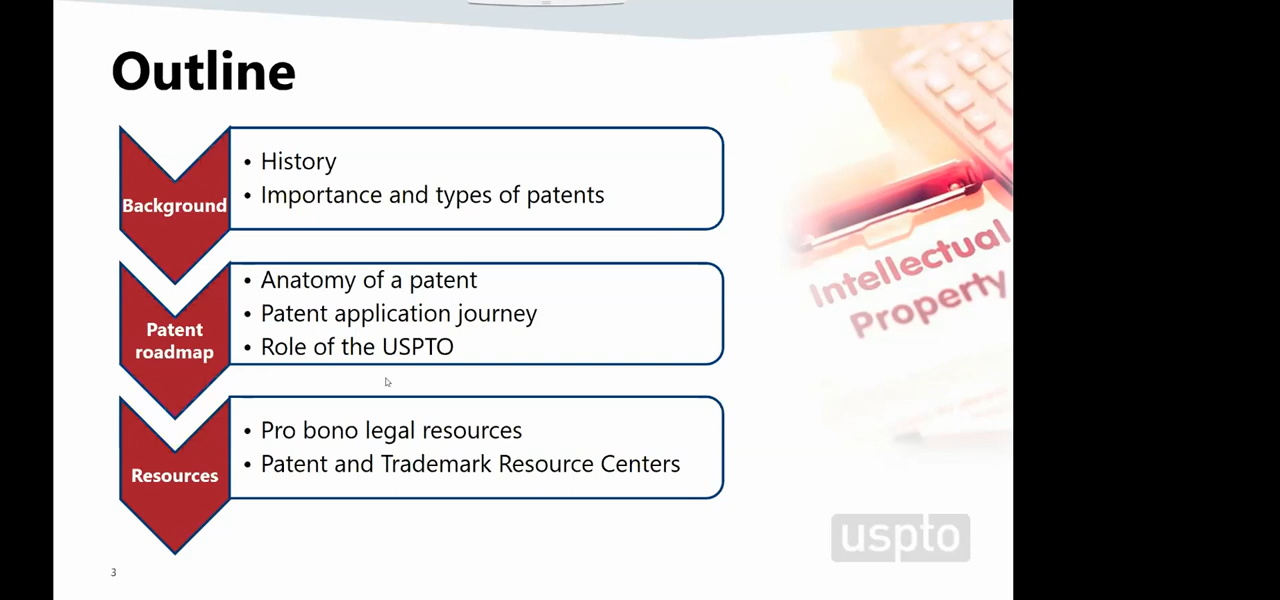 Outline
Background
• History
• Importance and types of patents
Patent
roadmap
• Anatomy of a patent
• Patent application journey
• Role of the USPTO
Resources
• Pro bono legal resources
• Patent and Trademark Resource Centers
Intellectual
Property
uspto
3